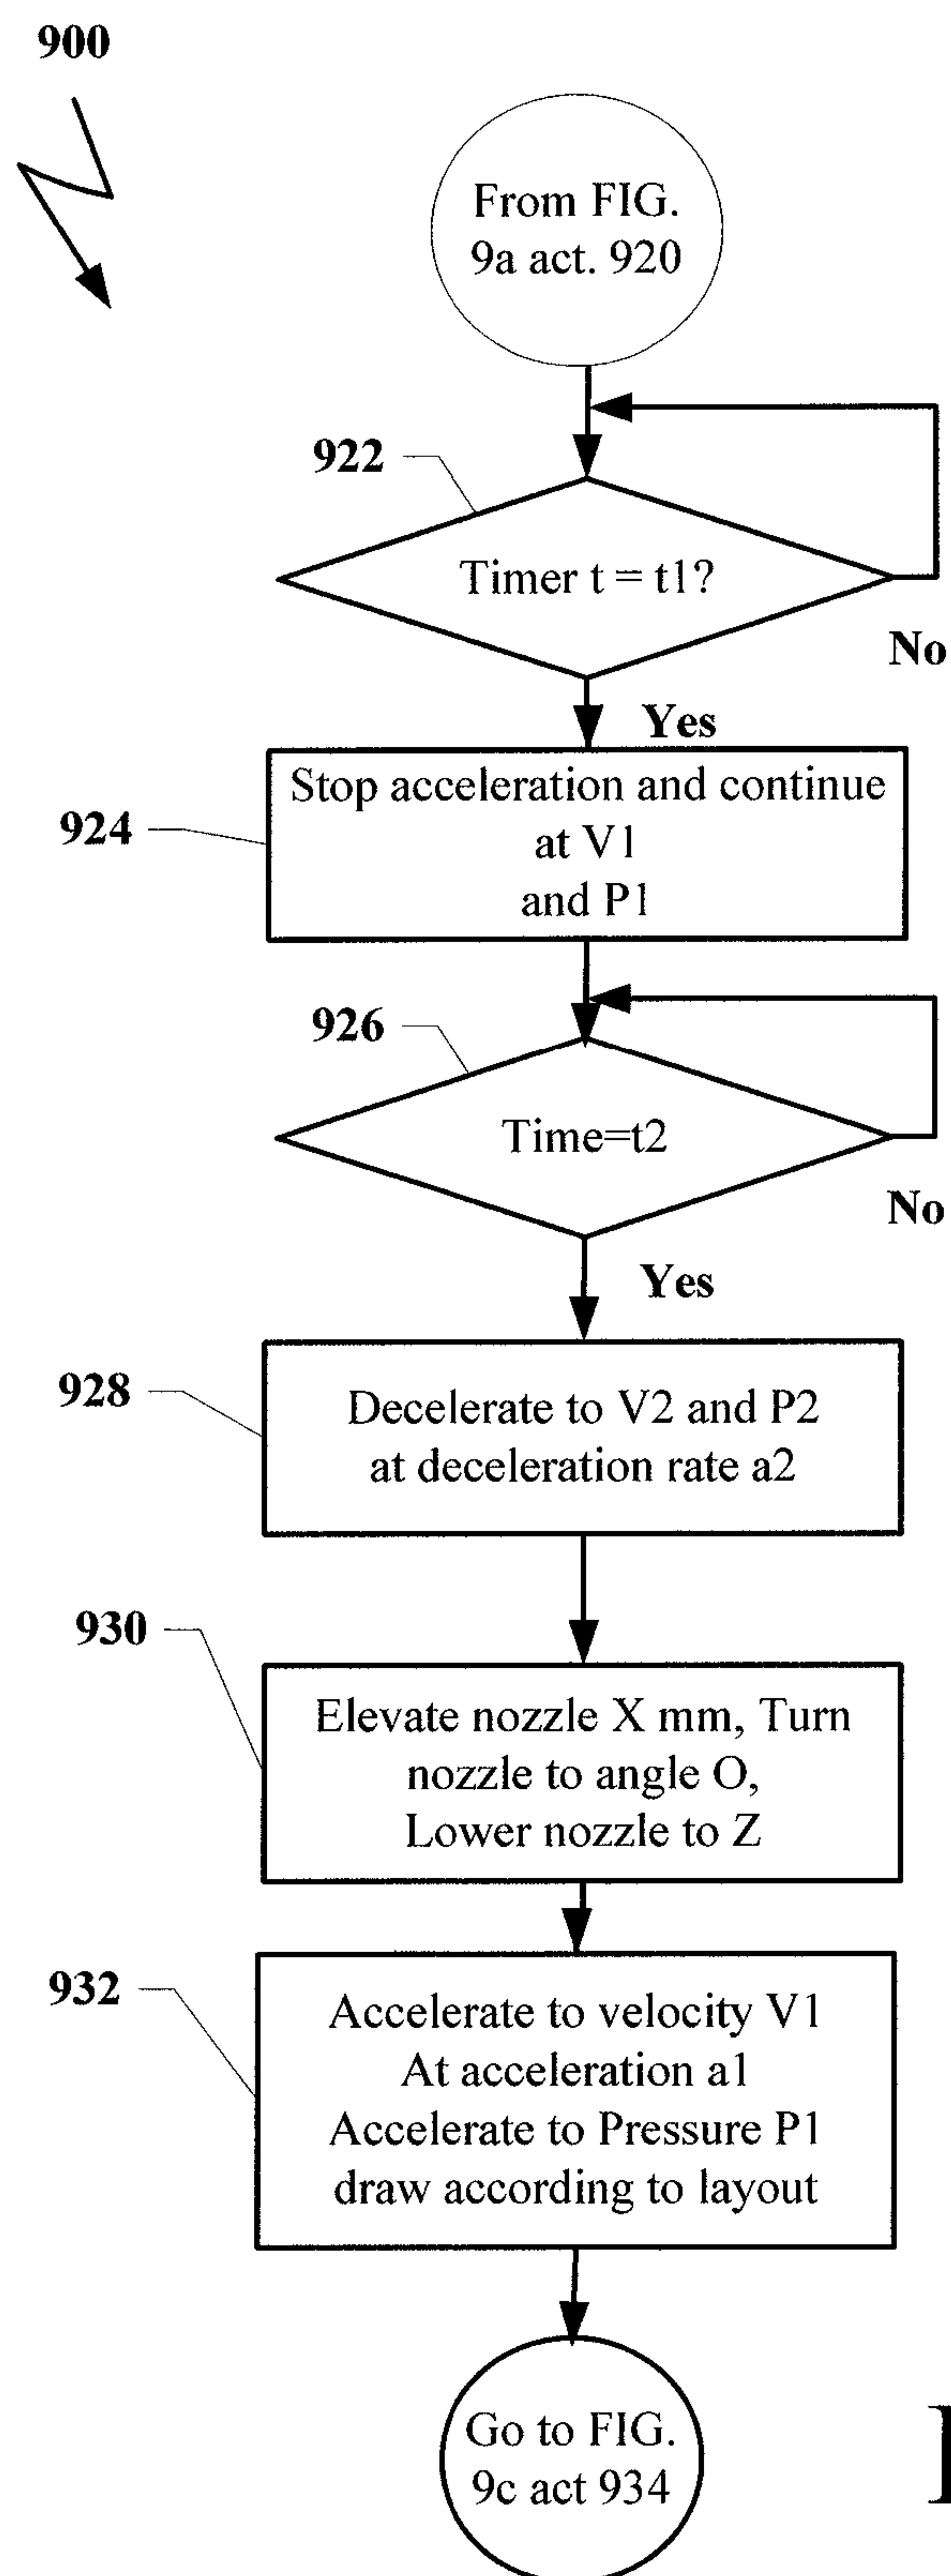 900
From FIG.
9a act. 920
922
Timer t = t1?
No
Yes
Stop acceleration and continue
at V1
and P1
924
926
Time=t2
No
Yes
928
Decelerate to V2 and P2
at deceleration rate a2
930
Elevate nozzle X mm, Turn
nozzle to angle O,
Lower nozzle to Z
932
Accelerate to velocity V1
At acceleration a1
Accelerate to Pressure P1
draw according to layout
Go to FIG.
9c act 934